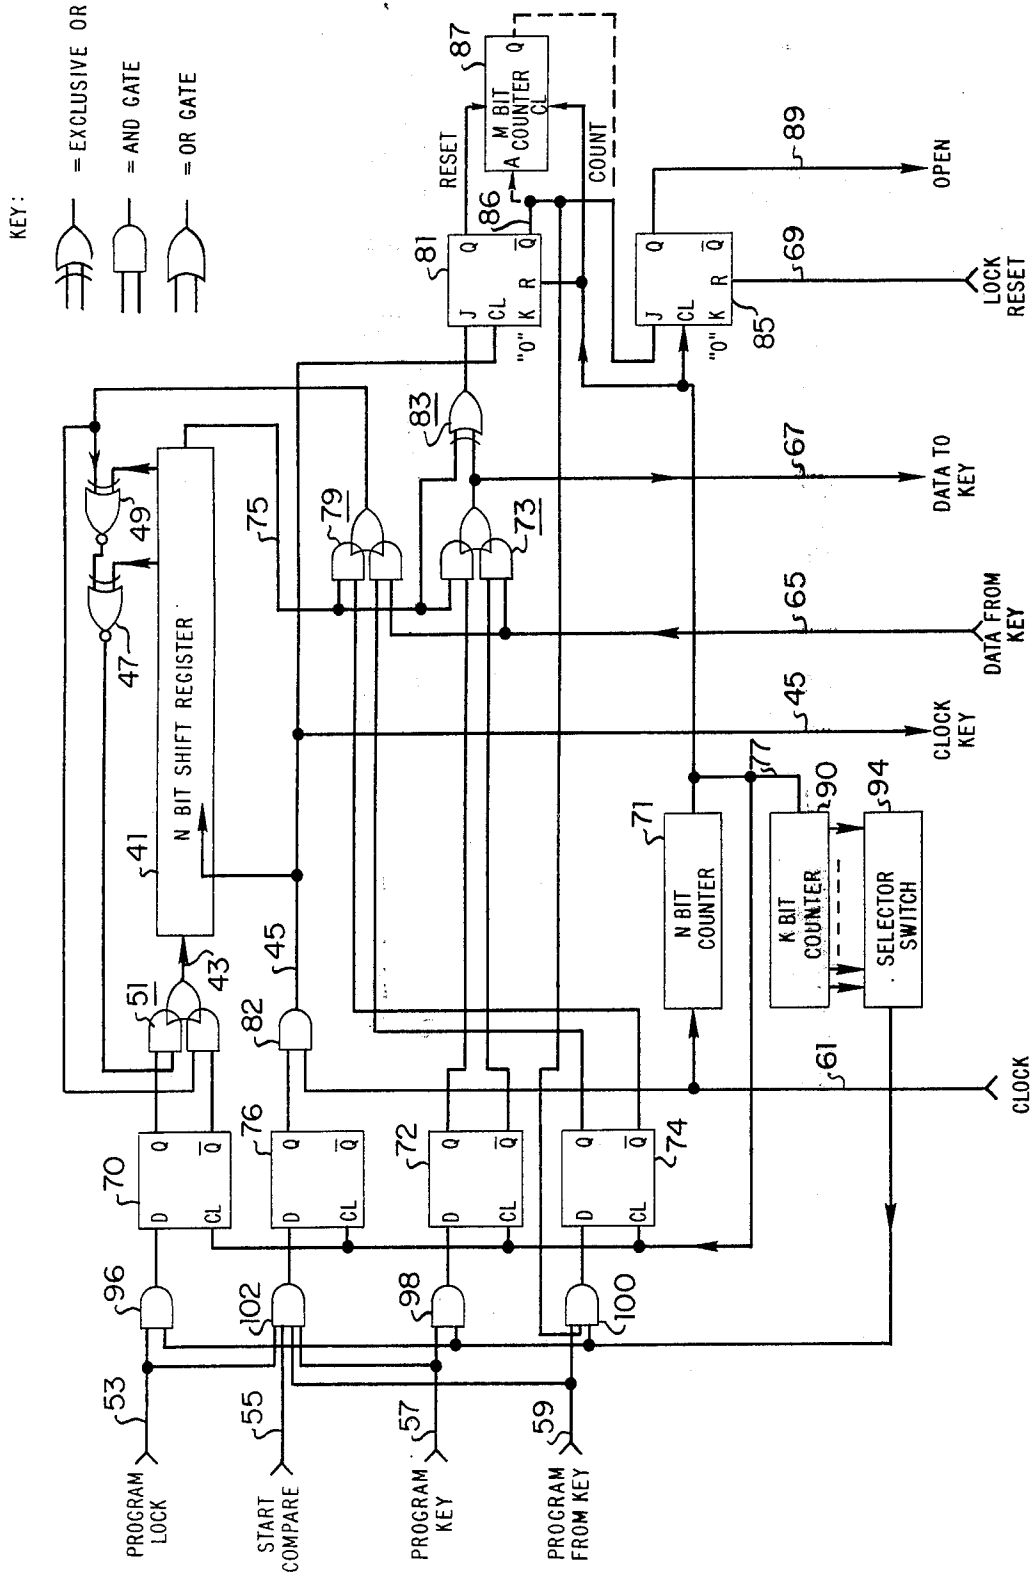 KEY:
= EXCLUSIVE OR
= AND GATE
= OR GATE
87
M BIT
COUNTER
A
CL
Q
RESET
COUNT
86
81
J
CL
"O" K
Q
Q
R
89
OPEN
J
CL
"O" K
Q
Q
R
85
69
LOCK
RESET
83
49
47
75
79
73
67
DATA TO
KEY
65
DATA FROM
KEY
41
N BIT SHIFT REGISTER
43
51
45
82
45
CLOCK
KEY
71
N BIT
COUNTER
77
90
K BIT
COUNTER
94
SELECTOR
SWITCH
61
CLOCK
70
D
CL
Q
Q
76
D
CL
Q
Q
72
D
CL
Q
Q
74
D
CL
Q
Q
96
102
98
100
53
PROGRAM
LOCK
55
START
COMPARE
57
PROGRAM
KEY
59
PROGRAM
FROM KEY